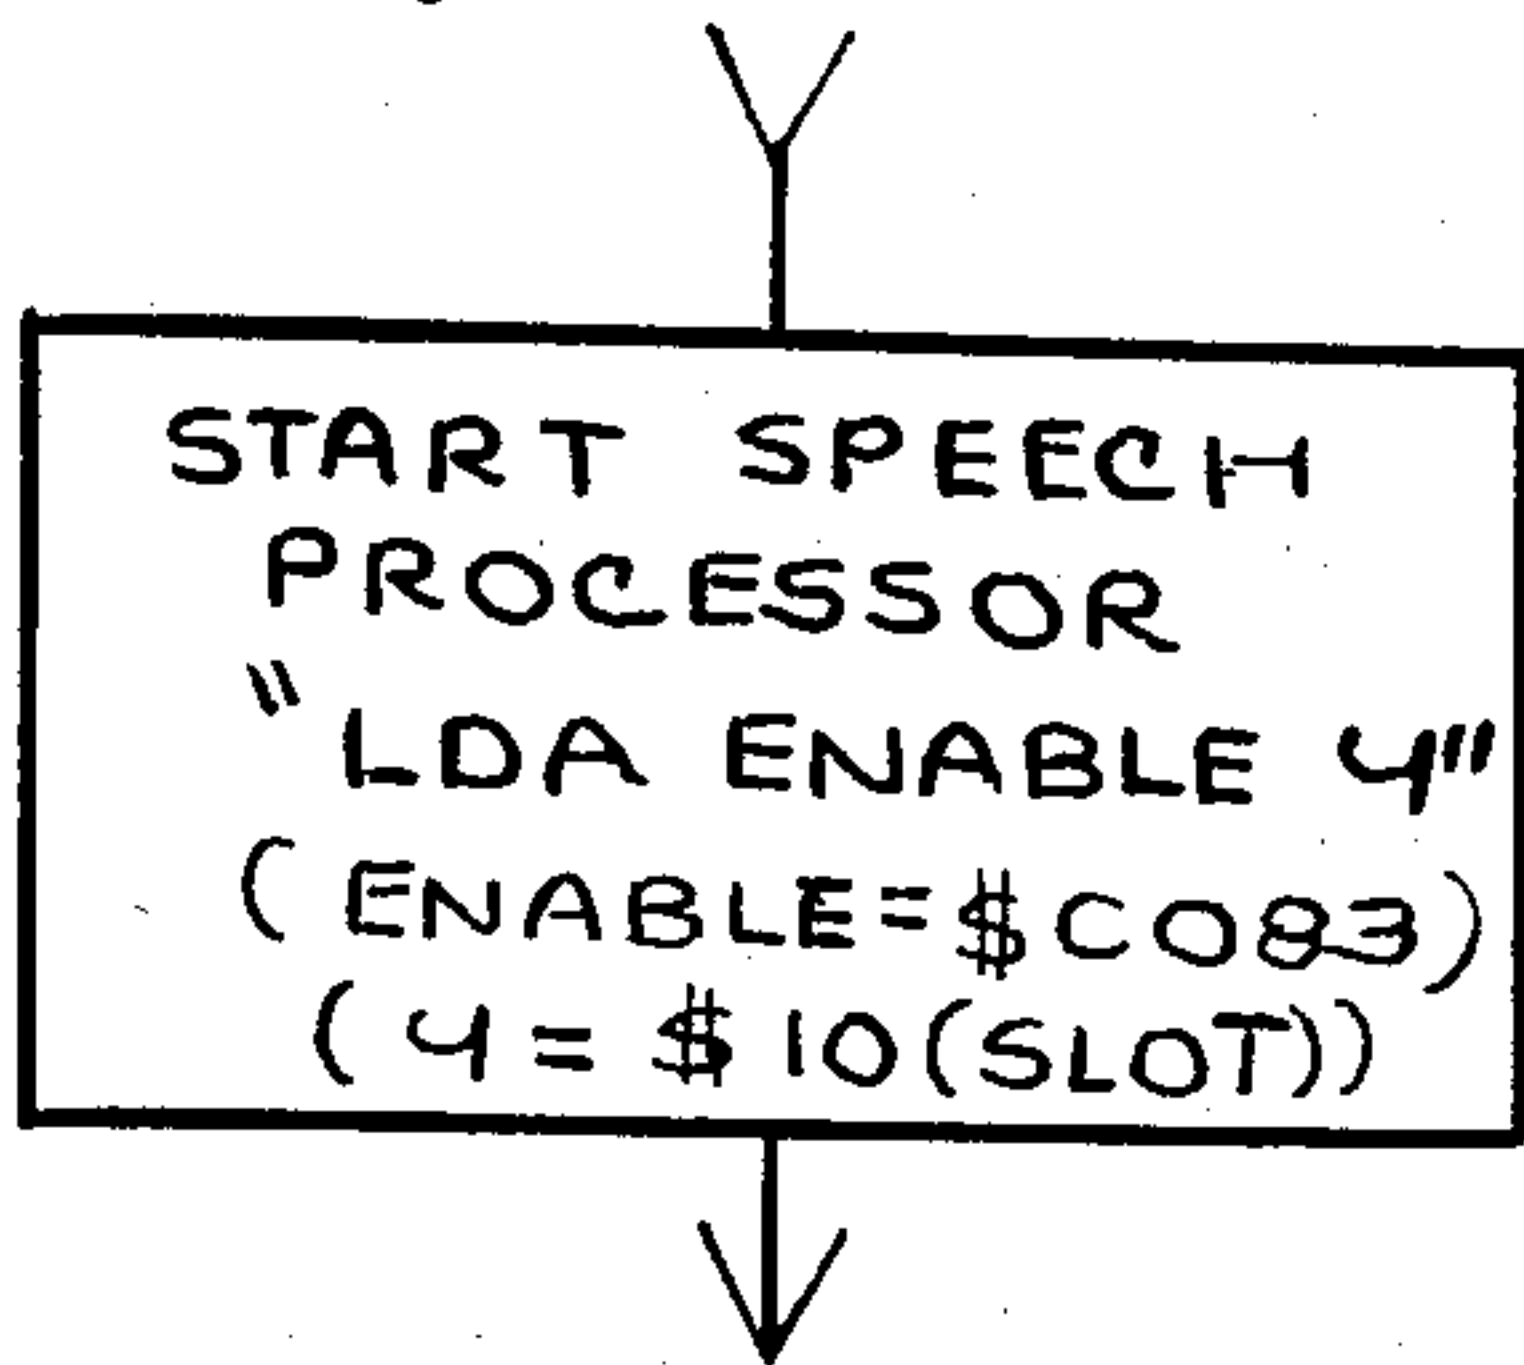 START SPEECH
PROCESSOR
"LDA ENABLE 4"
(ENABLE=$C083)
(4=$10(SLOT))